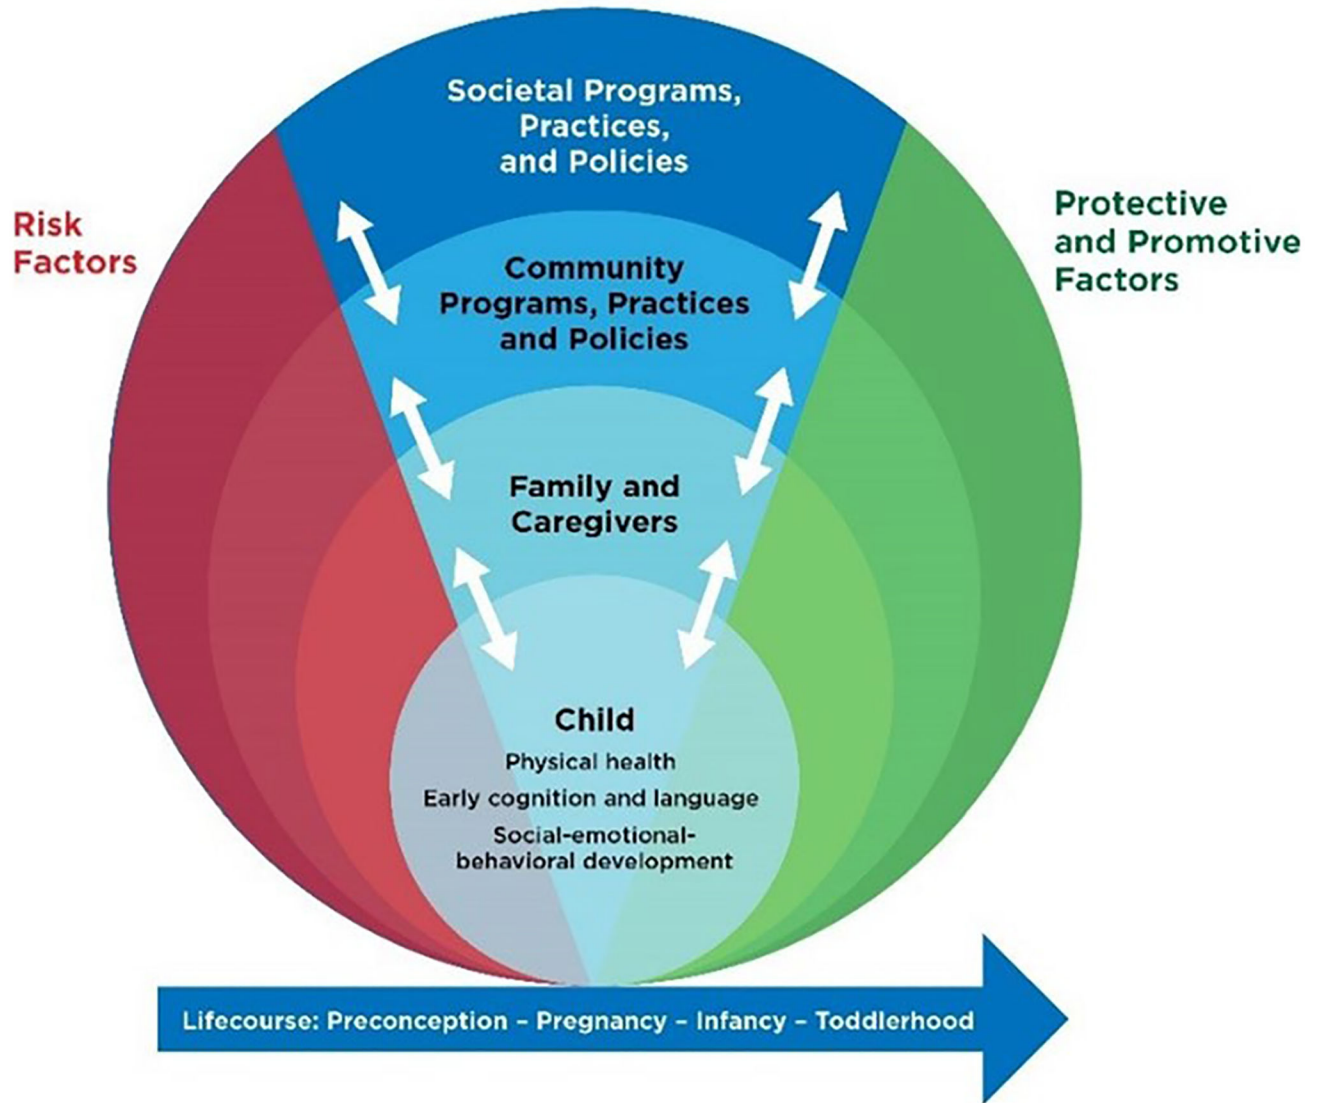 Societal Programs,
Practices,
and Policies
Risk
Factors
Protective
and Promotive
Factors
Community
Programs, Practices
and Policies
Family and
Caregivers
Child
Physical health
Early cognition and language
Social-emotional-
behavioral development
Lifecourse: Preconception – Pregnancy – Infancy – Toddlerhood